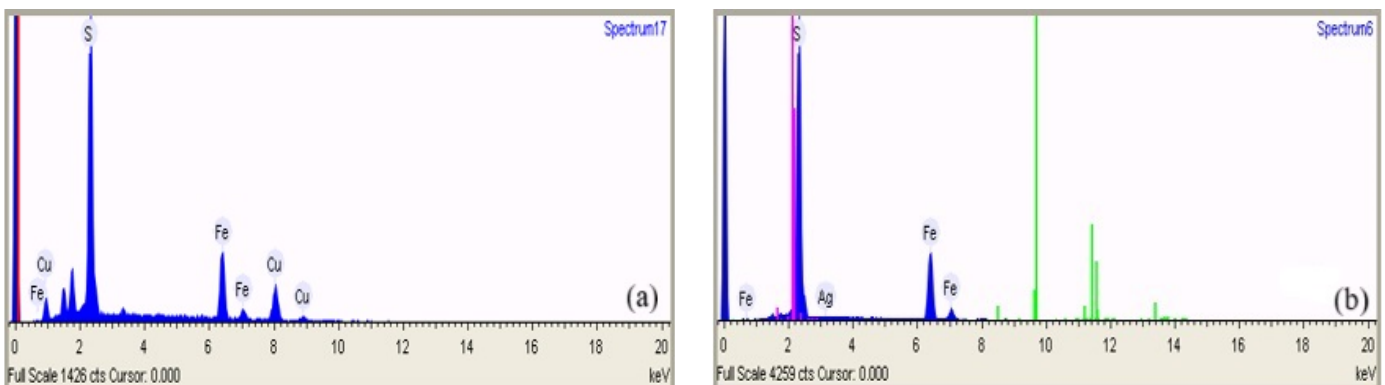 Spectrum17
S
Cu
Fe
Fe
Fe
Cu
Cu
(a)
0 2 4 6 8 10 12 14 16 18 20
Full Scale 1426 cts Cursor: 0.000 keV
Spectrum6
S
Fe
Ag
Fe
Fe
(b)
0 2 4 6 8 10 12 14 16 18 20
Full Scale 4259 cts Cursor: 0.000 keV